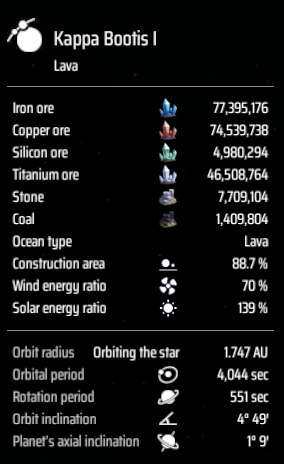 Kappa Bootis I
Lava
Iron ore 77,395,176
Copper ore 74,539,738
Silicon ore 4,980,294
Titanium ore 46,508,764
Stone 7,709,104
Coal 1,409,804
Ocean type Lava
Construction area 88.7 %
Wind energy ratio 70 %
Solar energy ratio 139 %
Orbit radius Orbiting the star 1.747 AU
Orbital period 4,044 sec
Rotation period 551 sec
Orbit inclination 4° 49'
Planet's axial inclination 1° 9'